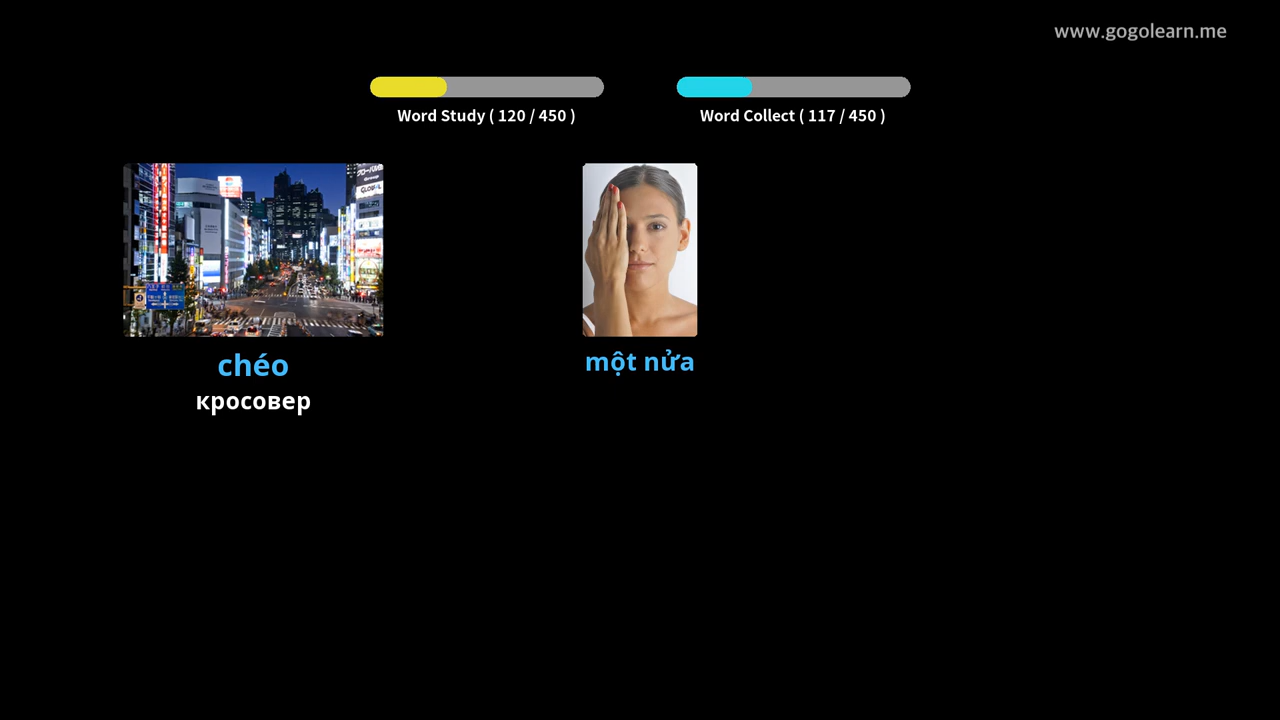 www.gogolearn.me
Word Study ( 120 / 450 )
Word Collect ( 117 / 450 )
chéo
кросовер
một nửa